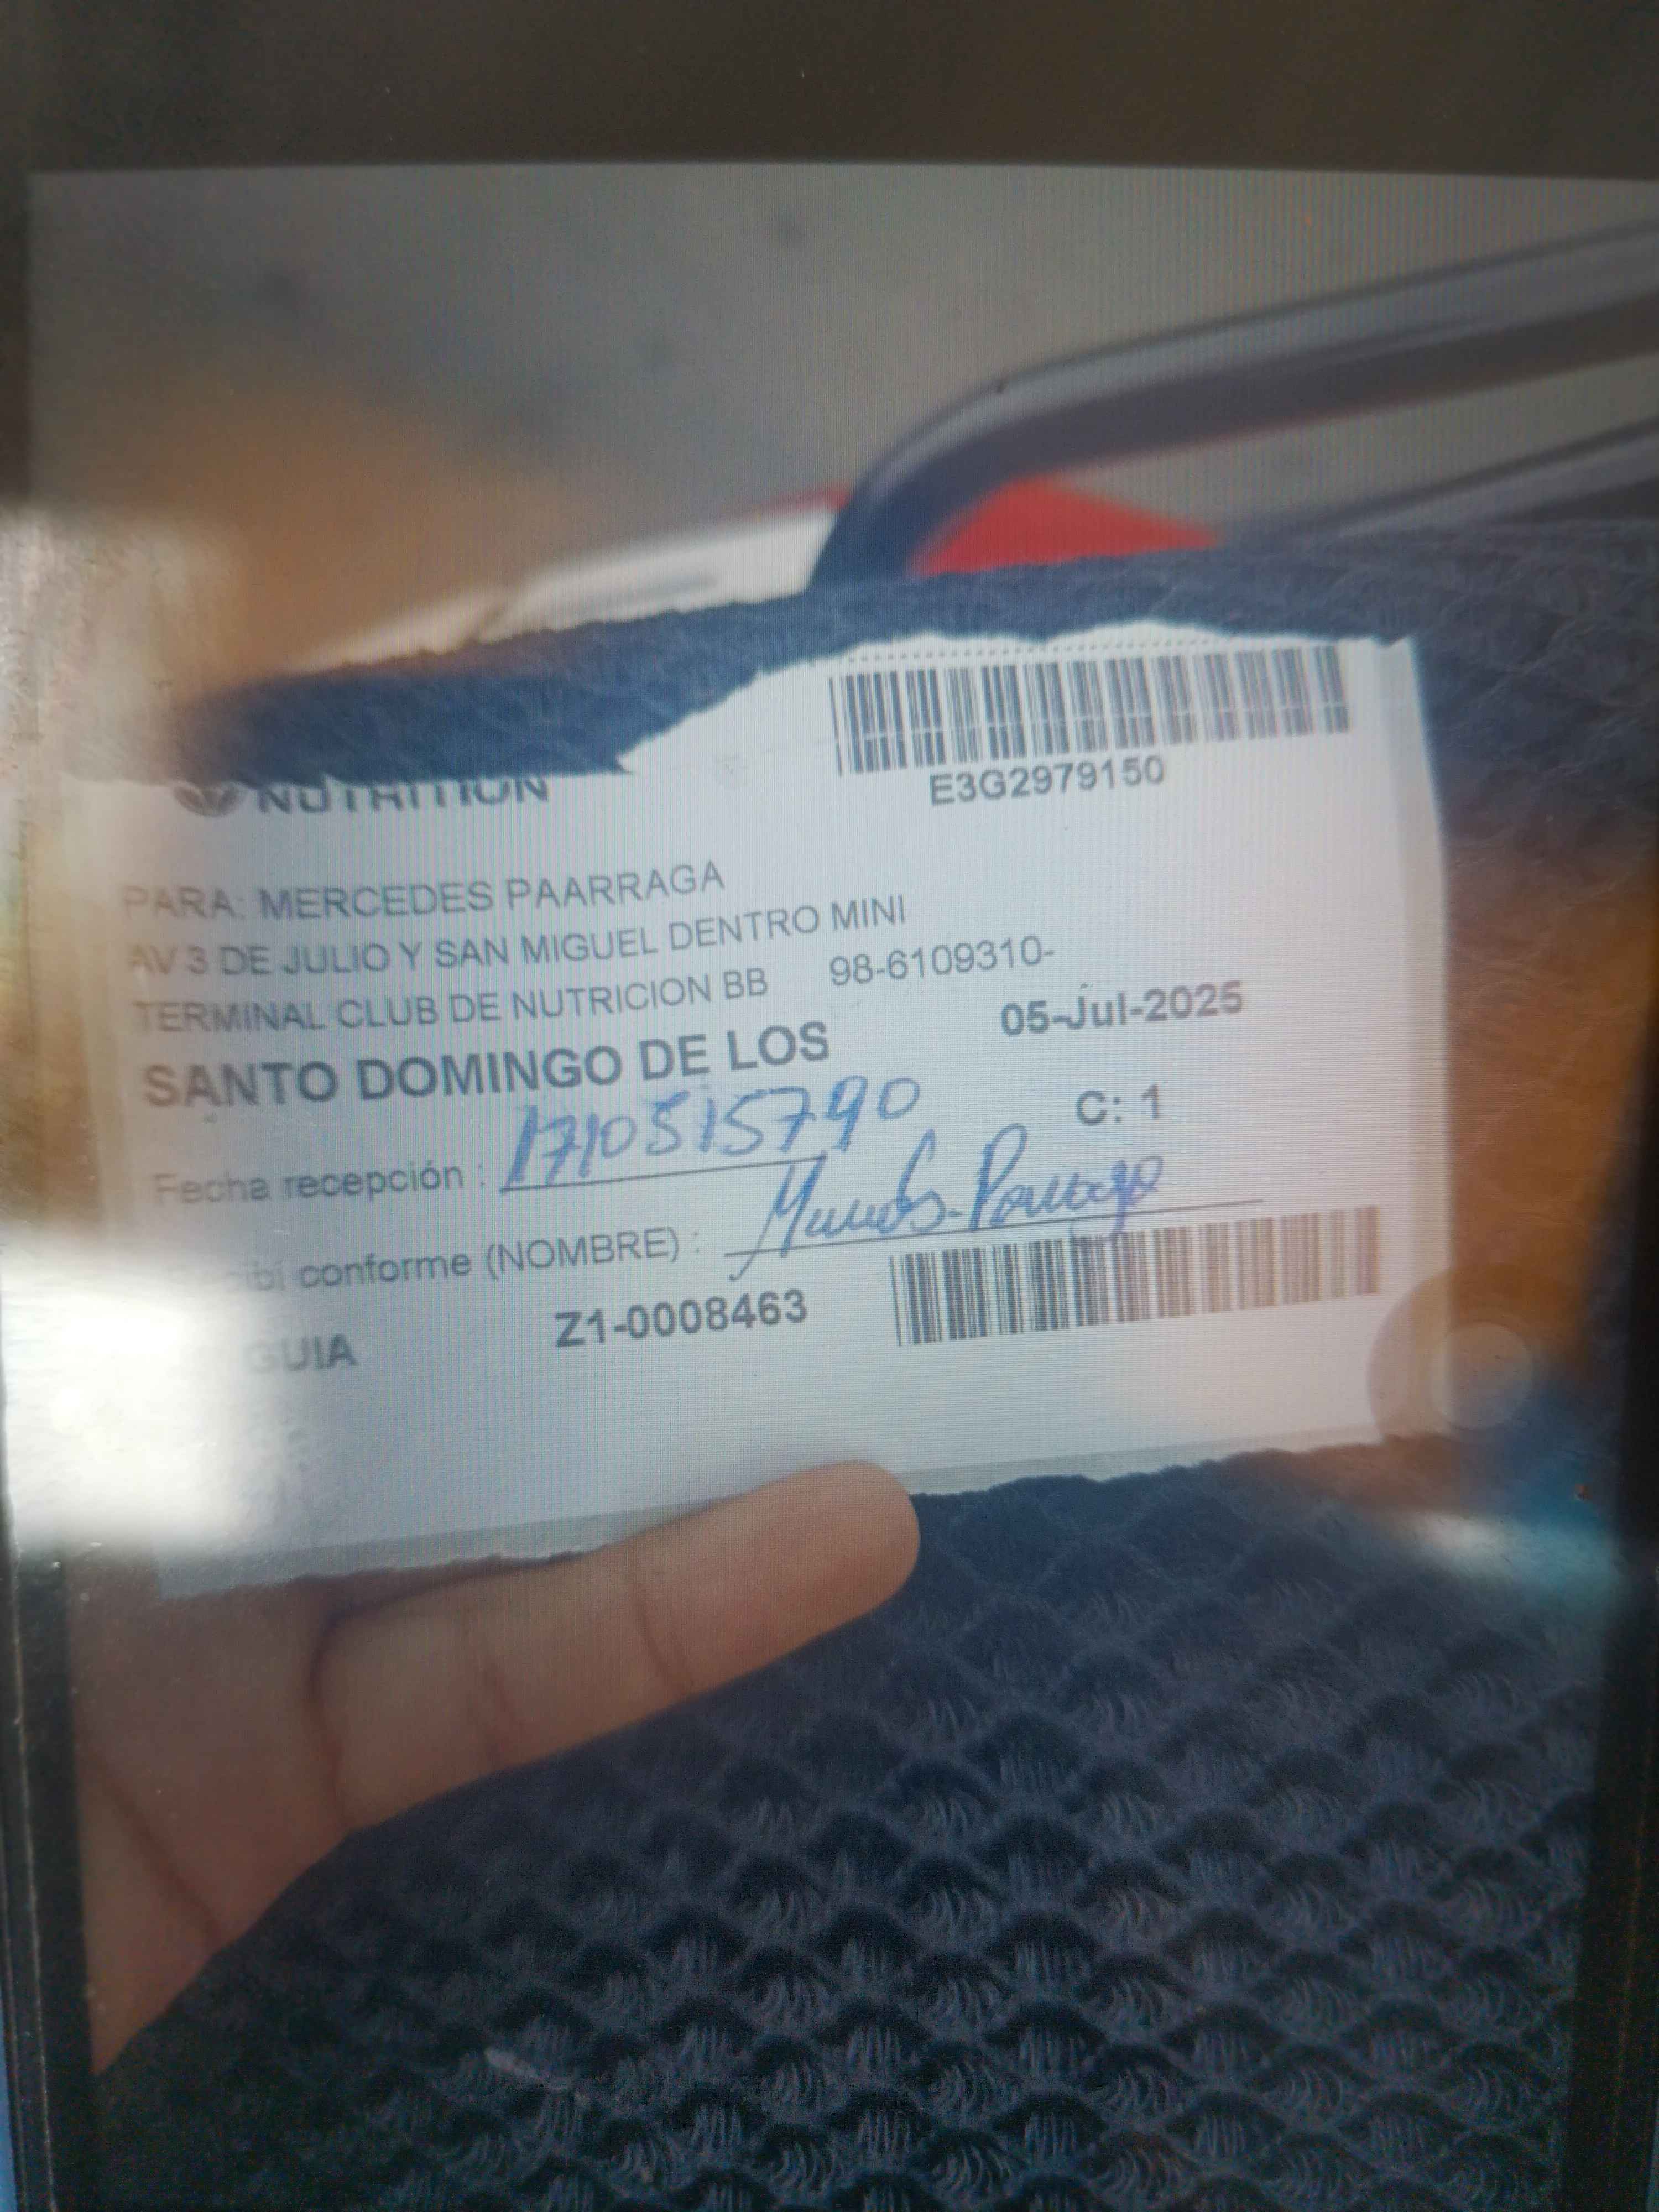 NUTRITION
E3G2979150
PARA: MERCEDES PAARRAGA
AV 3 DE JULIO Y SAN MIGUEL DENTRO MINI
TERMINAL CLUB DE NUTRICION BB 98-6109310-
SANTO DOMINGO DE LOS 05-Jul-2025
C: 1
Fecha recepción : 1710515790
Recibí conforme (NOMBRE) :
GUIA Z1-0008463